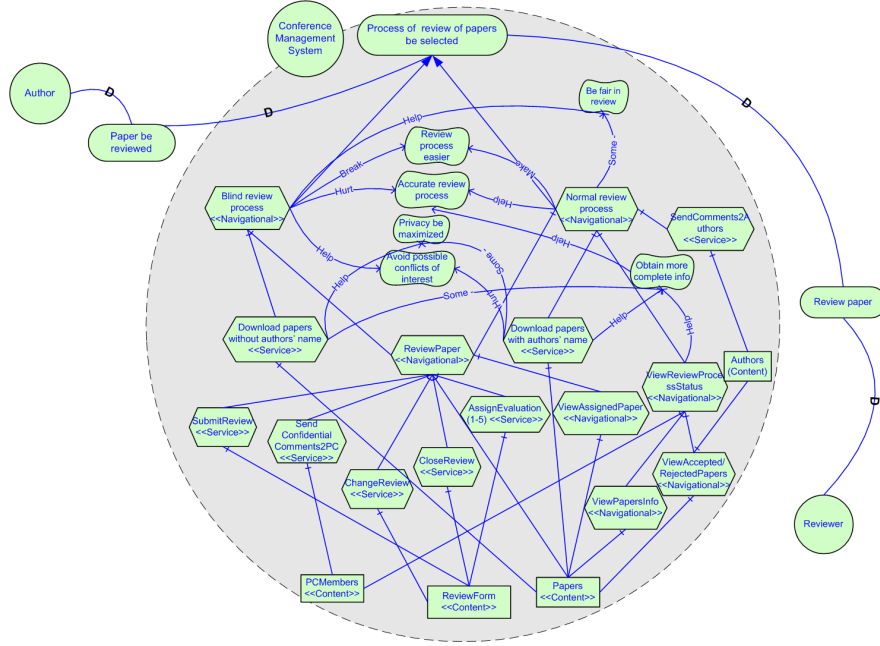 Conference
Management
System
Process of review of papers
be selected
Author
D
D
D
Paper be
reviewed
Be fair in
review
Help
Review
process
easier
Break
Make
Some -
Hurt
Accurate review
process
Help
Blind review
process
<<Navigational>>
Normal review
process
<<Navigational>>
SendComments2A
uthors
<<Service>>
Privacy be
maximized
Help
Avoid possible
conflicts of
interest
Help
Some -
Help
Obtain more
complete info
Some -
Hurt
Help
Help
Review paper
Download papers
without authors' name
<<Service>>
ReviewPaper
<<Navigational>>
Download papers
with authors' name
<<Service>>
ViewReviewProce
ssStatus
<<Navigational>>
Authors
(Content)
D
SubmitReview
<<Service>>
Send
Confidential
Comments2PC
<<Service>>
AssignEvaluation
(1-5) <<Service>>
ViewAssignedPaper
<<Navigational>>
ChangeReview
<<Service>>
CloseReview
<<Service>>
ViewAccepted/
RejectedPapers
<<Navigational>>
ViewPapersInfo
<<Navigational>>
Reviewer
PCMembers
<<Content>>
ReviewForm
<<Content>>
Papers
<<Content>>